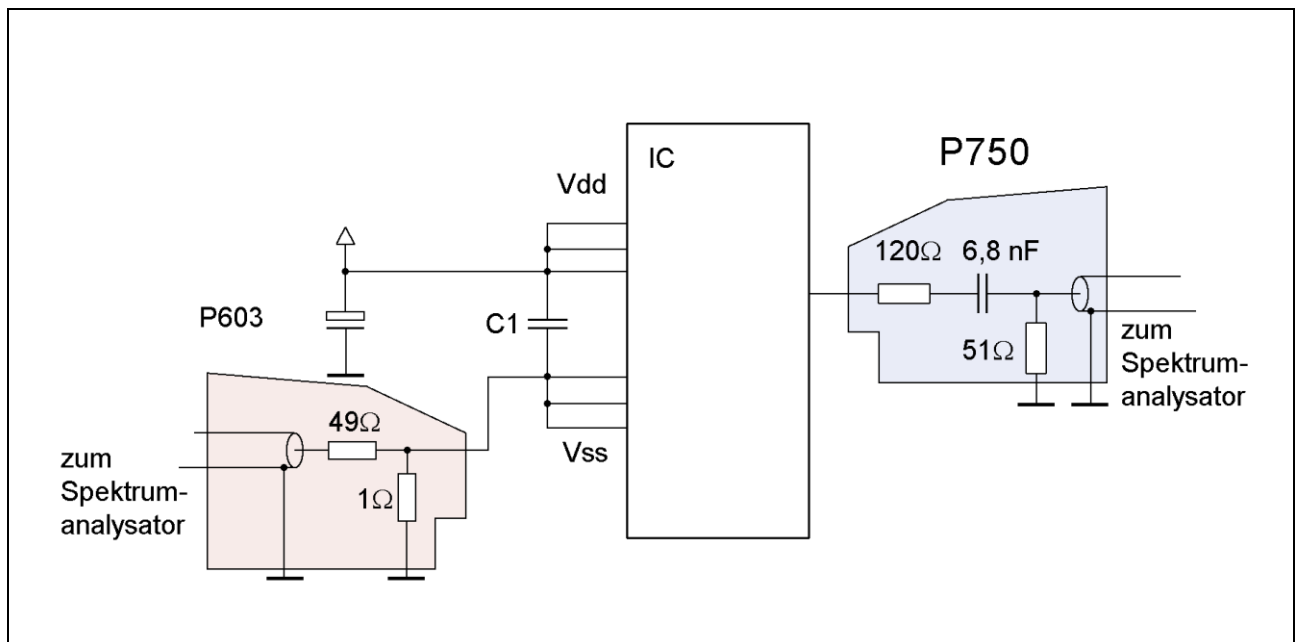 IC
P750
Vdd
120Ω 6,8 nF
P603
C1
51Ω
zum
Spektrum-
analysator
49Ω
Vss
zum
Spektrum-
analysator
1Ω